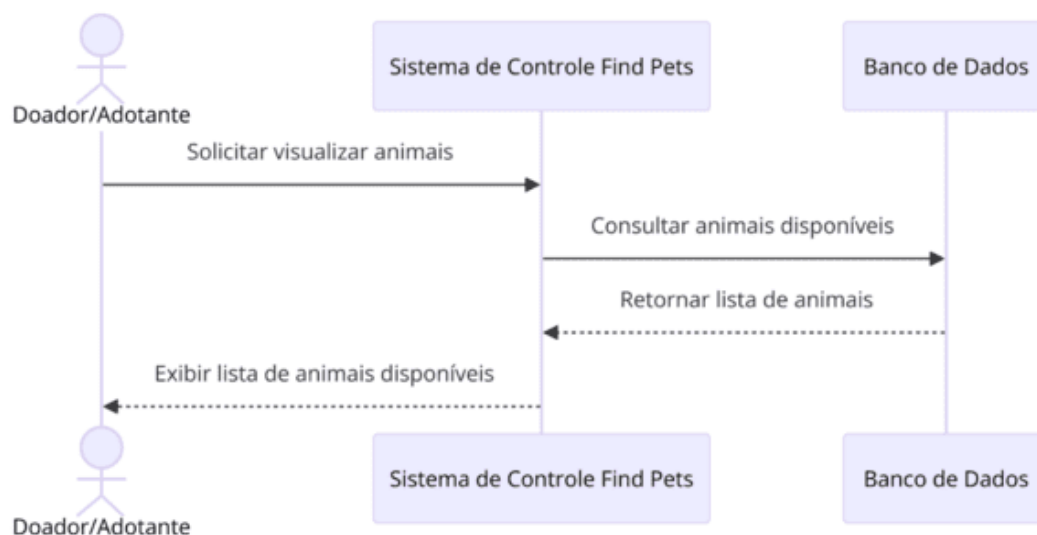 Doador/Adotante
Sistema de Controle Find Pets
Banco de Dados
Solicitar visualizar animais
Consultar animais disponíveis
Retornar lista de animais
Exibir lista de animais disponíveis
Doador/Adotante
Sistema de Controle Find Pets
Banco de Dados